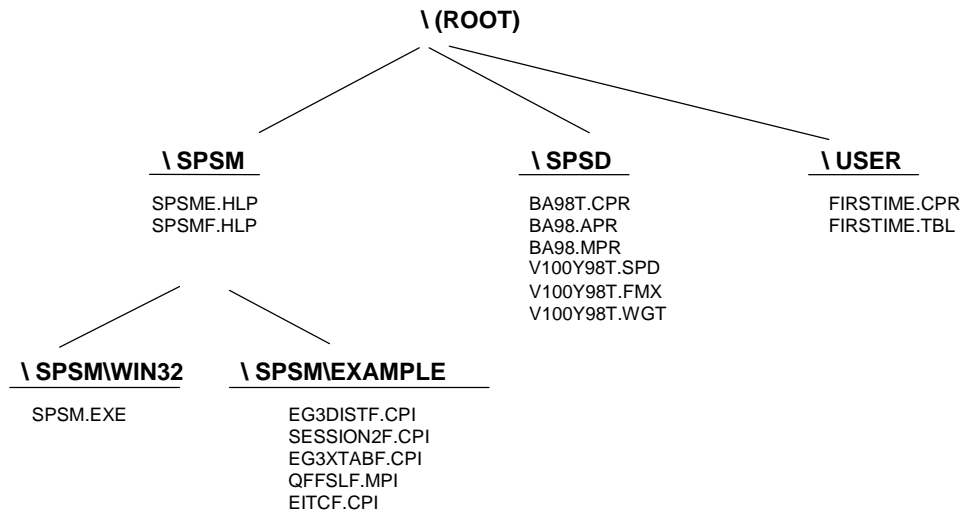 \ (ROOT)
\ SPSM
SPSME.HLP
SPSMF.HLP
\ SPSD
BA98T.CPR
BA98.APR
BA98.MPR
V100Y98T.SPD
V100Y98T.FMX
V100Y98T.WGT
\ USER
FIRSTIME.CPR
FIRSTIME.TBL
\ SPSM\WIN32
SPSM.EXE
\ SPSM\EXAMPLE
EG3DISTF.CPI
SESSION2F.CPI
EG3XTABF.CPI
QFFSLF.MPI
EITCF.CPI